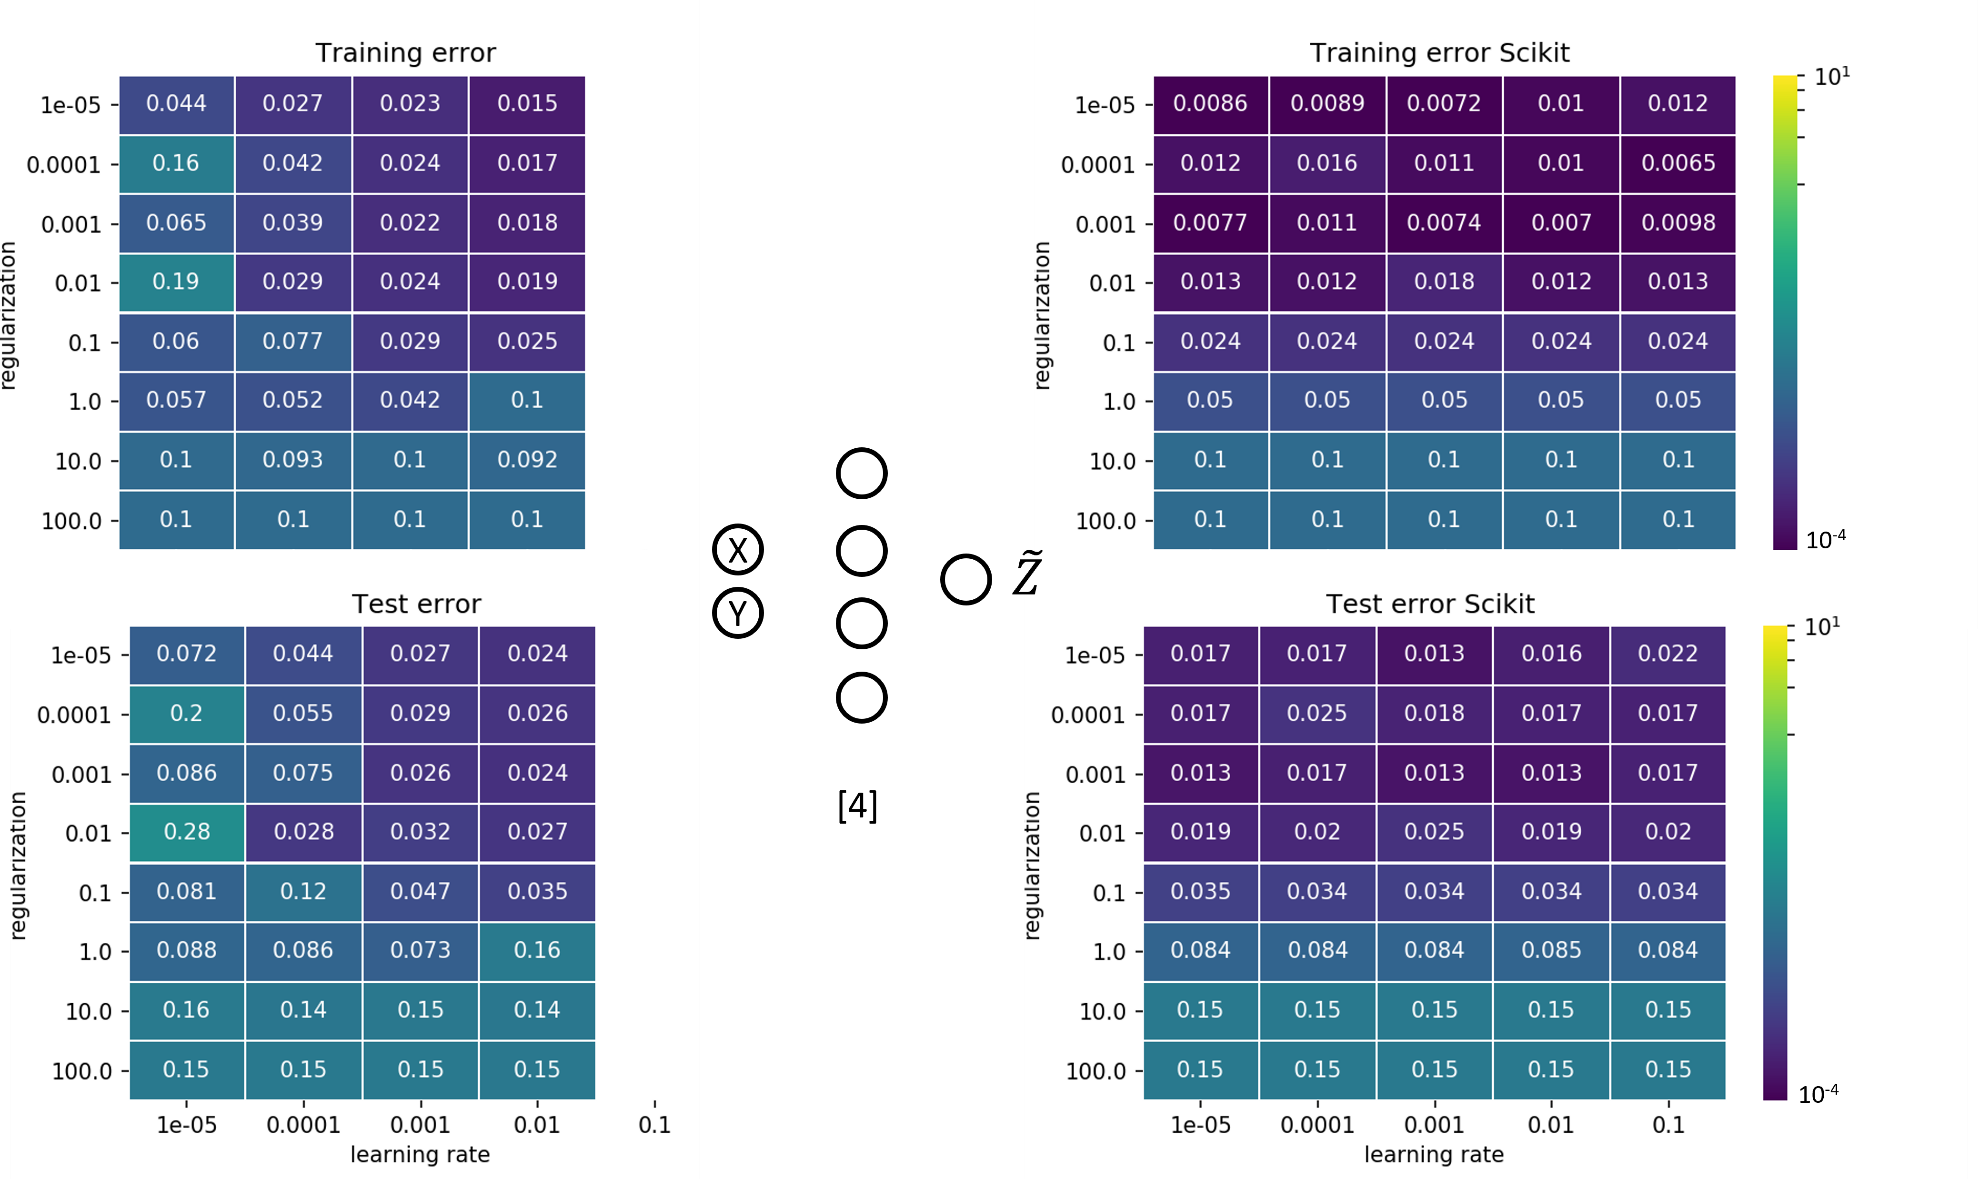 Training error
regularization
1e-05 0.044 0.027 0.023 0.015
0.0001 0.16 0.042 0.024 0.017
0.001 0.065 0.039 0.022 0.018
0.01 0.19 0.029 0.024 0.019
0.1 0.06 0.077 0.029 0.025
1.0 0.057 0.052 0.042 0.1
10.0 0.1 0.093 0.1 0.092
100.0 0.1 0.1 0.1 0.1
Training error Scikit
regularization
1e-05 0.0086 0.0089 0.0072 0.01 0.012
0.0001 0.012 0.016 0.011 0.01 0.0065
0.001 0.0077 0.011 0.0074 0.007 0.0098
0.01 0.013 0.012 0.018 0.012 0.013
0.1 0.024 0.024 0.024 0.024 0.024
1.0 0.05 0.05 0.05 0.05 0.05
10.0 0.1 0.1 0.1 0.1 0.1
100.0 0.1 0.1 0.1 0.1 0.1
10¹
10⁻⁴
X
Y
Z̃
[4]
Test error
regularization
1e-05 0.072 0.044 0.027 0.024
0.0001 0.2 0.055 0.029 0.026
0.001 0.086 0.075 0.026 0.024
0.01 0.28 0.028 0.032 0.027
0.1 0.081 0.12 0.047 0.035
1.0 0.088 0.086 0.073 0.16
10.0 0.16 0.14 0.15 0.14
100.0 0.15 0.15 0.15 0.15
1e-05 0.0001 0.001 0.01 0.1
learning rate
Test error Scikit
regularization
1e-05 0.017 0.017 0.013 0.016 0.022
0.0001 0.017 0.025 0.018 0.017 0.017
0.001 0.013 0.017 0.013 0.013 0.017
0.01 0.019 0.02 0.025 0.019 0.02
0.1 0.035 0.034 0.034 0.034 0.034
1.0 0.084 0.084 0.084 0.085 0.084
10.0 0.15 0.15 0.15 0.15 0.15
100.0 0.15 0.15 0.15 0.15 0.15
1e-05 0.0001 0.001 0.01 0.1
learning rate
10¹
10⁻⁴